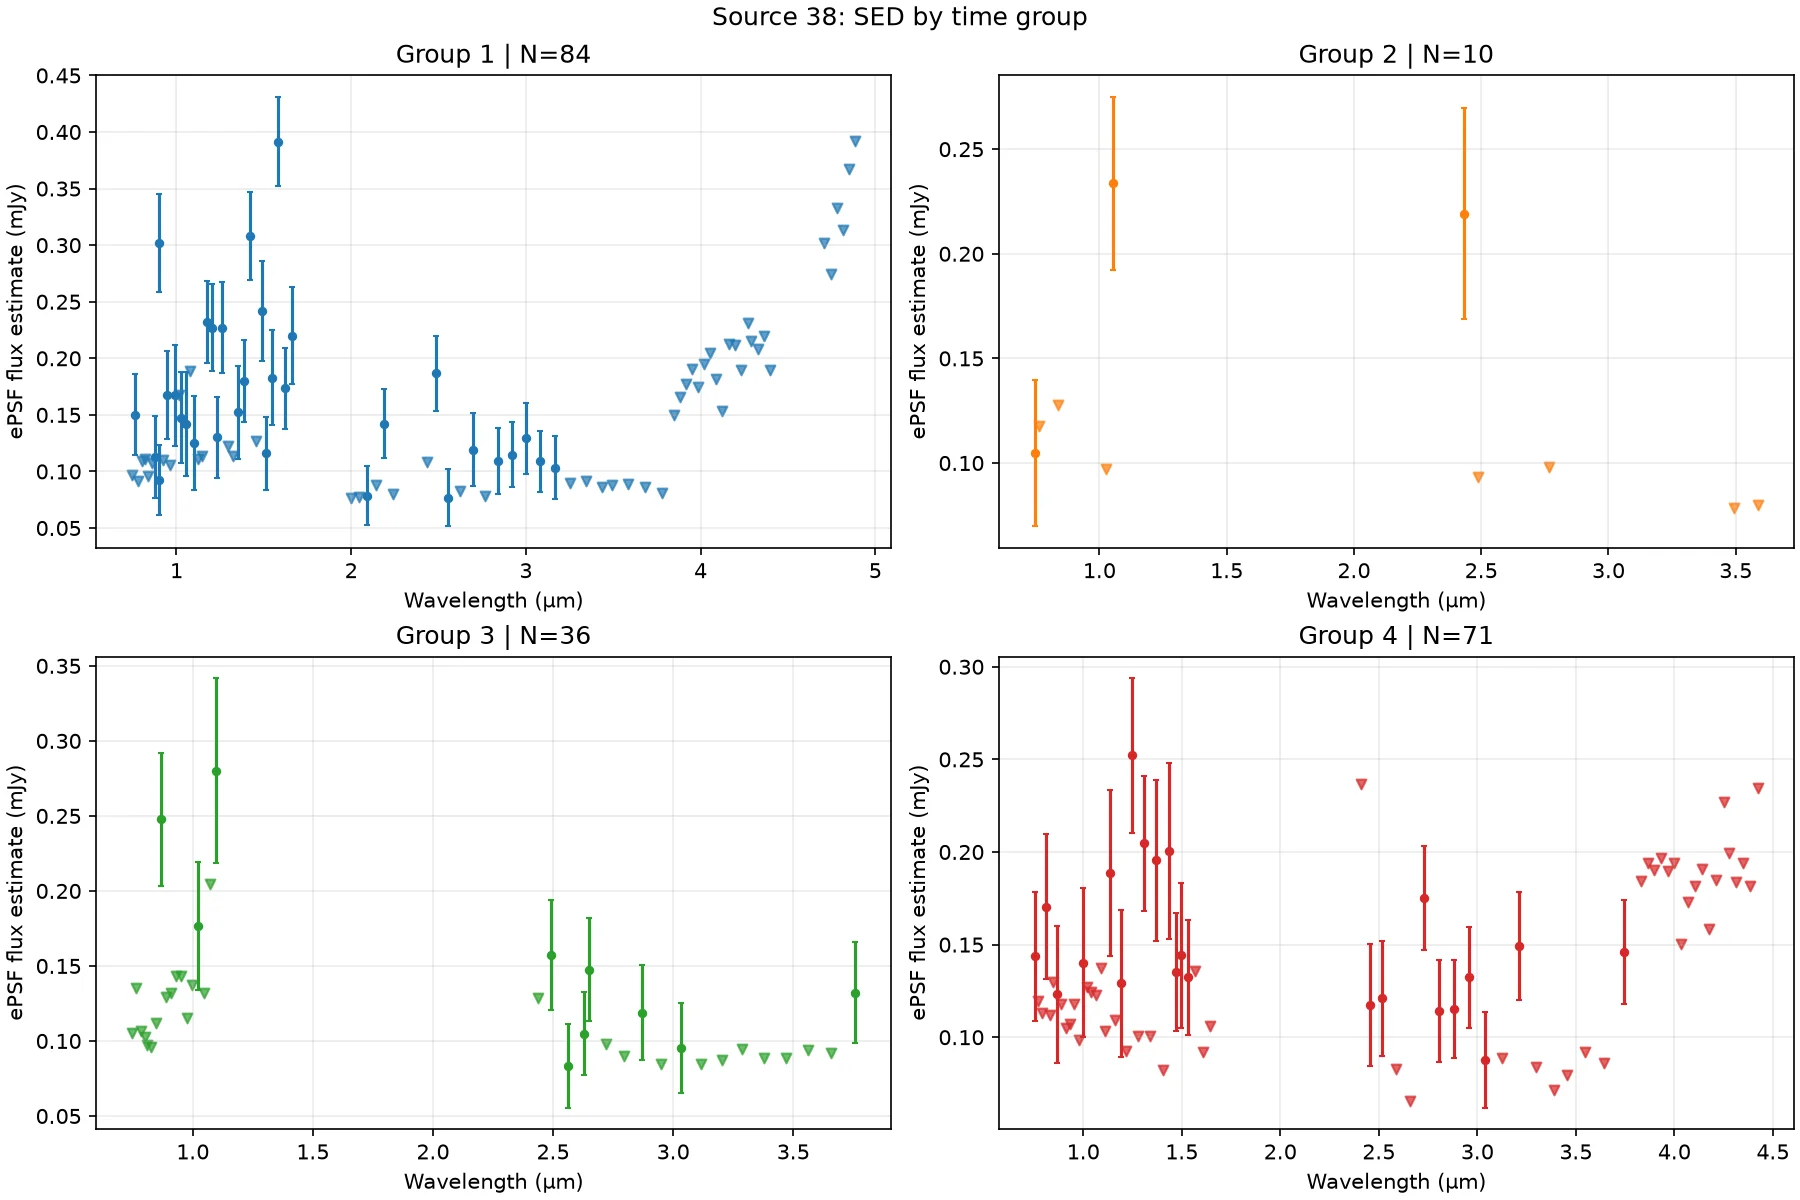 Source 38: SED by time group
Group 1 | N=84
0.45
0.40
0.35
0.30
0.25
0.20
0.15
0.10
0.05
ePSF flux estimate (mJy)
1 2 3 4 5
Wavelength (μm)
Group 2 | N=10
0.25
0.20
0.15
0.10
ePSF flux estimate (mJy)
1.0 1.5 2.0 2.5 3.0 3.5
Wavelength (μm)
Group 3 | N=36
0.35
0.30
0.25
0.20
0.15
0.10
0.05
ePSF flux estimate (mJy)
1.0 1.5 2.0 2.5 3.0 3.5
Wavelength (μm)
Group 4 | N=71
0.30
0.25
0.20
0.15
0.10
ePSF flux estimate (mJy)
1.0 1.5 2.0 2.5 3.0 3.5 4.0 4.5
Wavelength (μm)